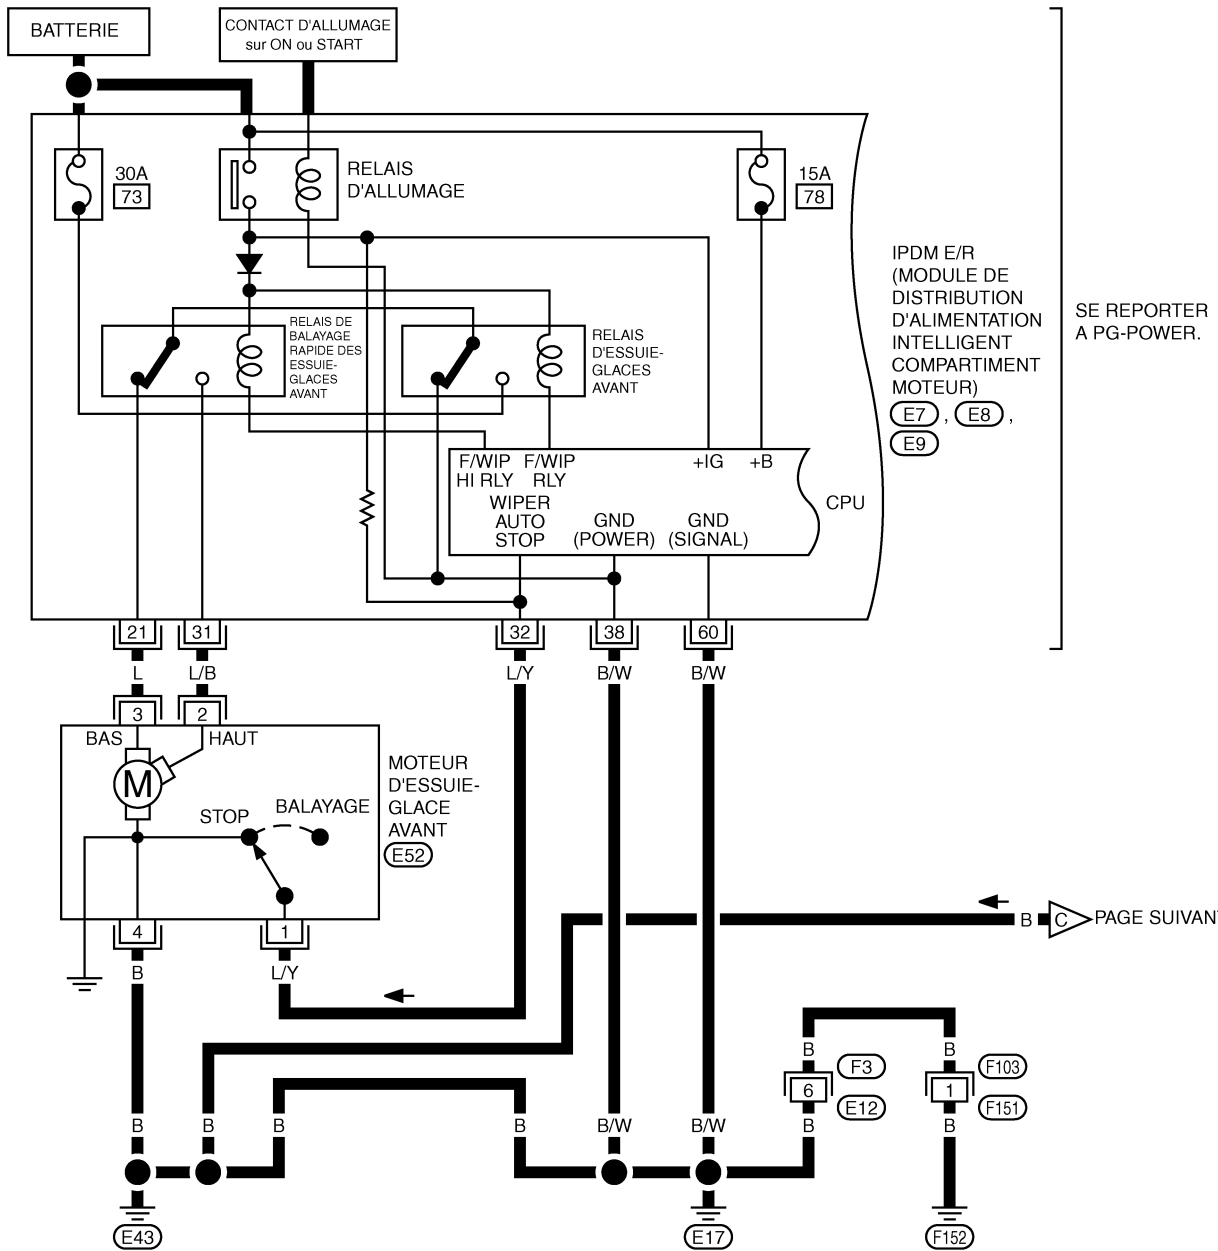 BATTERIE
CONTACT D'ALLUMAGE
sur ON ou START
30A
73
RELAIS
D'ALLUMAGE
15A
78
IPDM E/R
(MODULE DE
DISTRIBUTION
D'ALIMENTATION
INTELLIGENT
COMPARTIMENT
MOTEUR)
E7 , E8 ,
E9
SE REPORTER
A PG-POWER.
RELAIS DE
BALAYAGE
RAPIDE DES
ESSUIE-
GLACES
AVANT
RELAIS
D'ESSUIE-
GLACES
AVANT
F/WIP
HI RLY
F/WIP
RLY
+IG
+B
WIPER
AUTO
STOP
GND
(POWER)
GND
(SIGNAL)
CPU
21
31
32
38
60
L
L/B
L/Y
B/W
B/W
3
2
BAS
HAUT
M
STOP
BALAYAGE
MOTEUR
D'ESSUIE-
GLACE
AVANT
E52
4
1
B
L/Y
B
C
PAGE SUIVANT
B
F3
B
F103
6
E12
1
F151
B
B
B
B
B/W
B/W
B
B
E43
E17
F152